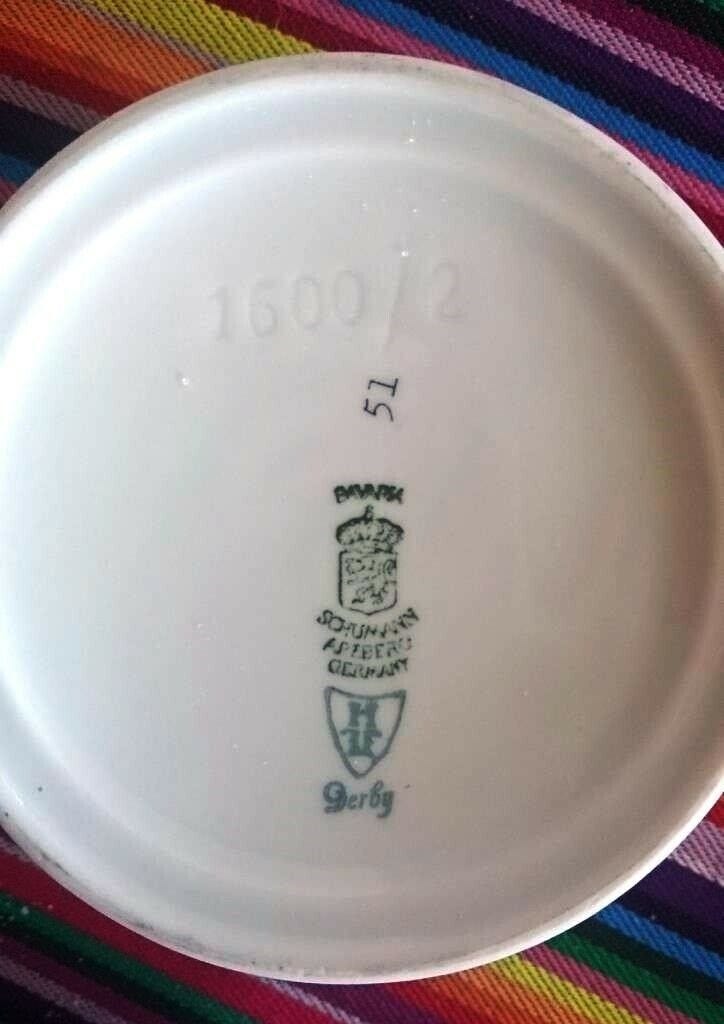 1600/2
51
BAVARIA
SCHUMANN
ARZBERG
GERMANY
Derby